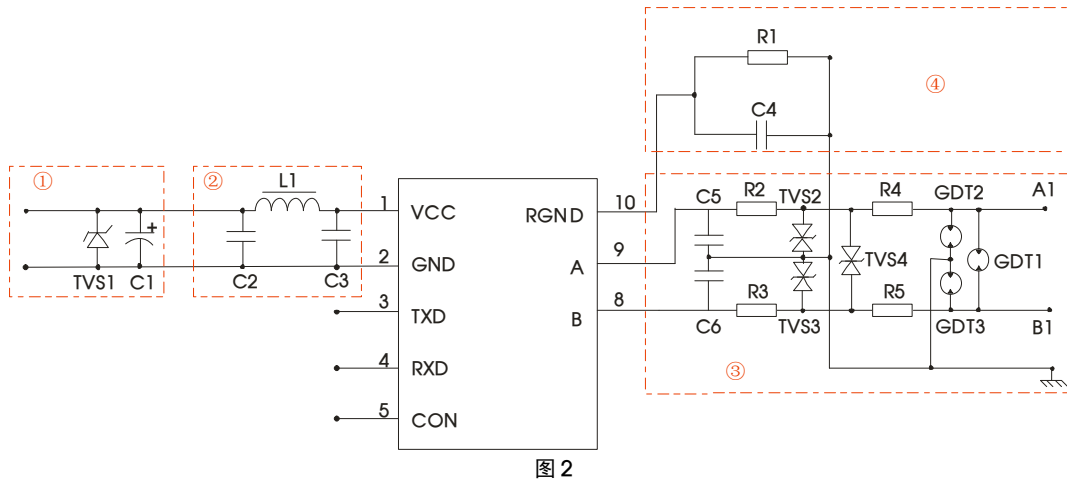 R1
④
C4
①
②
L1
1
VCC
RGND
10
C5
R2
TVS2
R4
GDT2
A1
TVS1
C1
+
C2
C3
2
GND
A
9
TVS4
GDT1
3
TXD
B
8
C6
R3
TVS3
R5
GDT3
B1
4
RXD
③
5
CON
图 2